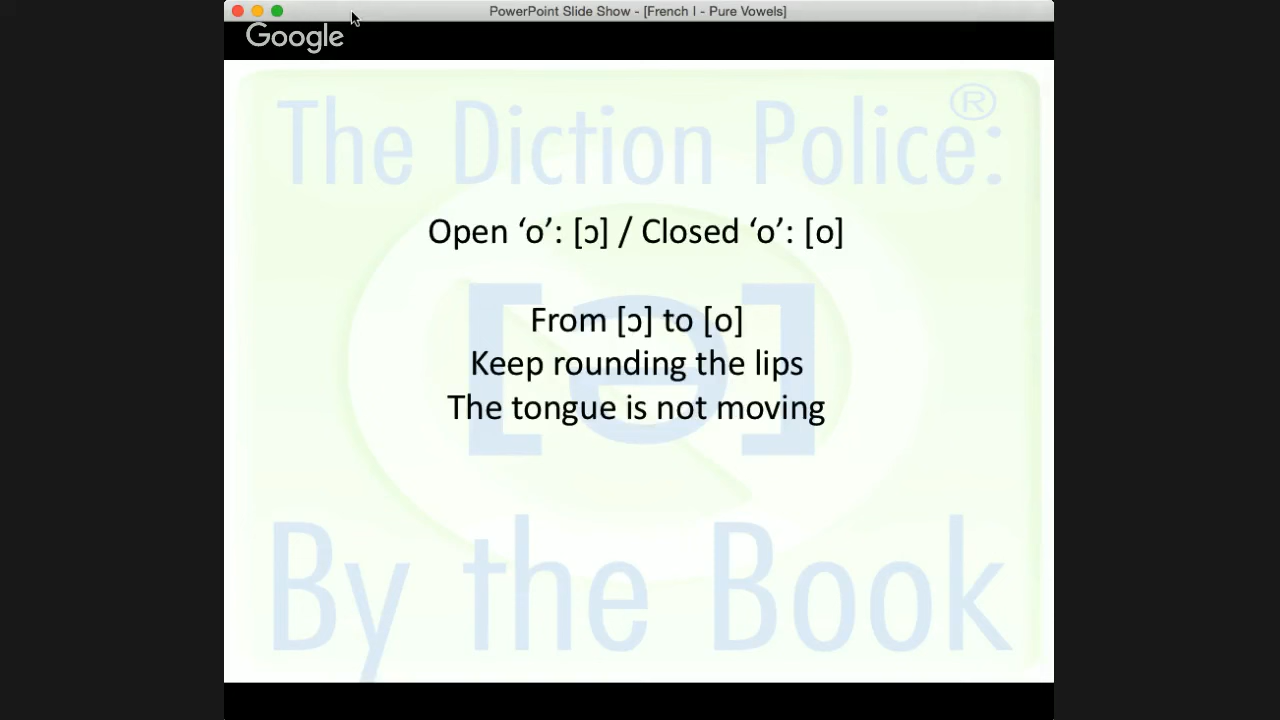 PowerPoint Slide Show - [French I - Pure Vowels]
Google
The Diction Police:®
Open ‘o’: [ɔ] / Closed ‘o’: [o]
From [ɔ] to [o]
Keep rounding the lips
The tongue is not moving
[ə]
By the Book